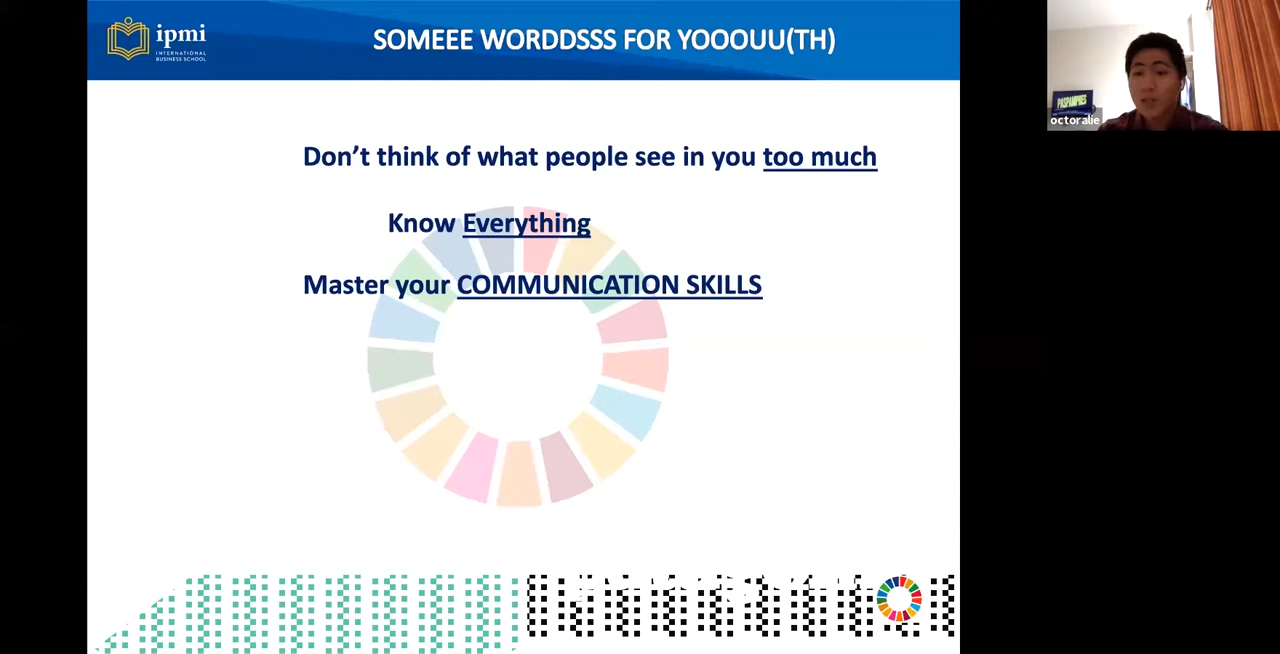 ipmi
INTERNATIONAL
BUSINESS SCHOOL
SOMEEE WORDDSSS FOR YOOOUU(TH)
Don’t think of what people see in you too much
Know Everything
Master your COMMUNICATION SKILLS
PASPAMPRES
octoralie